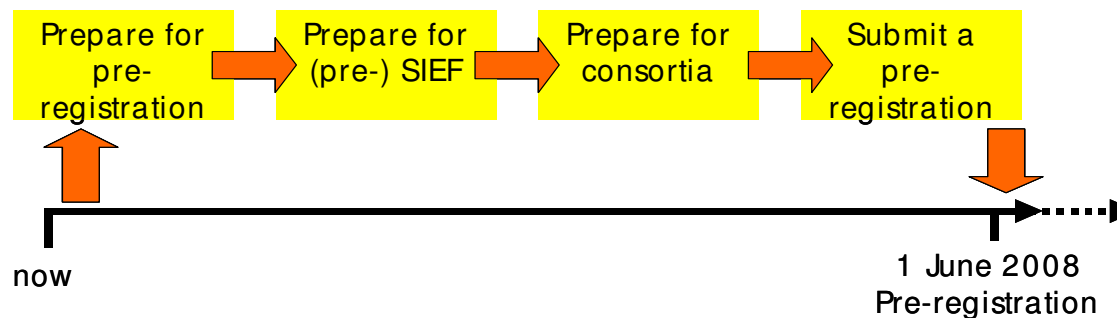 Prepare for
pre-
registration
Prepare for
(pre-) SIEF
Prepare for
consortia
Submit a
pre-
registration
now
1 June 2008
Pre-registration